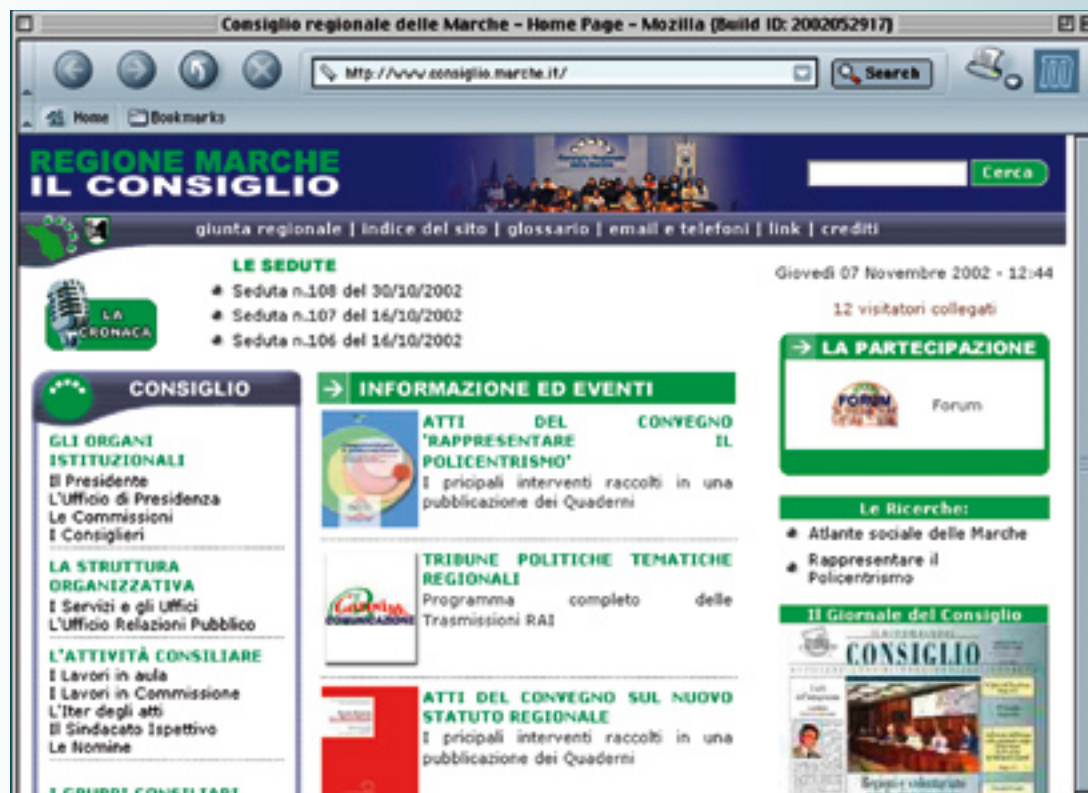 Consiglio regionale delle Marche - Home Page - Mozilla {Build ID: 2002052917}
http://www.consiglio.marche.it/
Search
Home Bookmarks
REGIONE MARCHE
IL CONSIGLIO
Cerca
giunta regionale | indice del sito | glossario | email e telefoni | link | crediti
LA
CRONACA
LE SEDUTE
Seduta n.108 del 30/10/2002
Seduta n.107 del 16/10/2002
Seduta n.106 del 16/10/2002
Giovedì 07 Novembre 2002 - 12:44
12 visitatori collegati
CONSIGLIO
GLI ORGANI
ISTITUZIONALI
Il Presidente
L'Ufficio di Presidenza
Le Commissioni
I Consiglieri
LA STRUTTURA
ORGANIZZATIVA
I Servizi e gli Uffici
L'Ufficio Relazioni Pubblico
L'ATTIVITÀ CONSILIARE
I Lavori in aula
I Lavori in Commissione
L'Iter degli atti
Il Sindacato Ispettivo
Le Nomine
I GRUPPI CONSILIARI
INFORMAZIONE ED EVENTI
ATTI DEL CONVEGNO
'RAPPRESENTARE IL
POLICENTRISMO'
I pricipali interventi raccolti in una
pubblicazione dei Quaderni
COMUNICAZIONE
TRIBUNE POLITICHE TEMATICHE
REGIONALI
Programma completo delle
Trasmissioni RAI
ATTI DEL CONVEGNO SUL NUOVO
STATUTO REGIONALE
I pricipali interventi raccolti in una
pubblicazione dei Quaderni
LA PARTECIPAZIONE
FORUM
Forum
Le Ricerche:
Atlante sociale delle Marche
Rappresentare il
Policentrismo
Il Giornale del Consiglio
CONSIGLIO
Regioni e volontariato